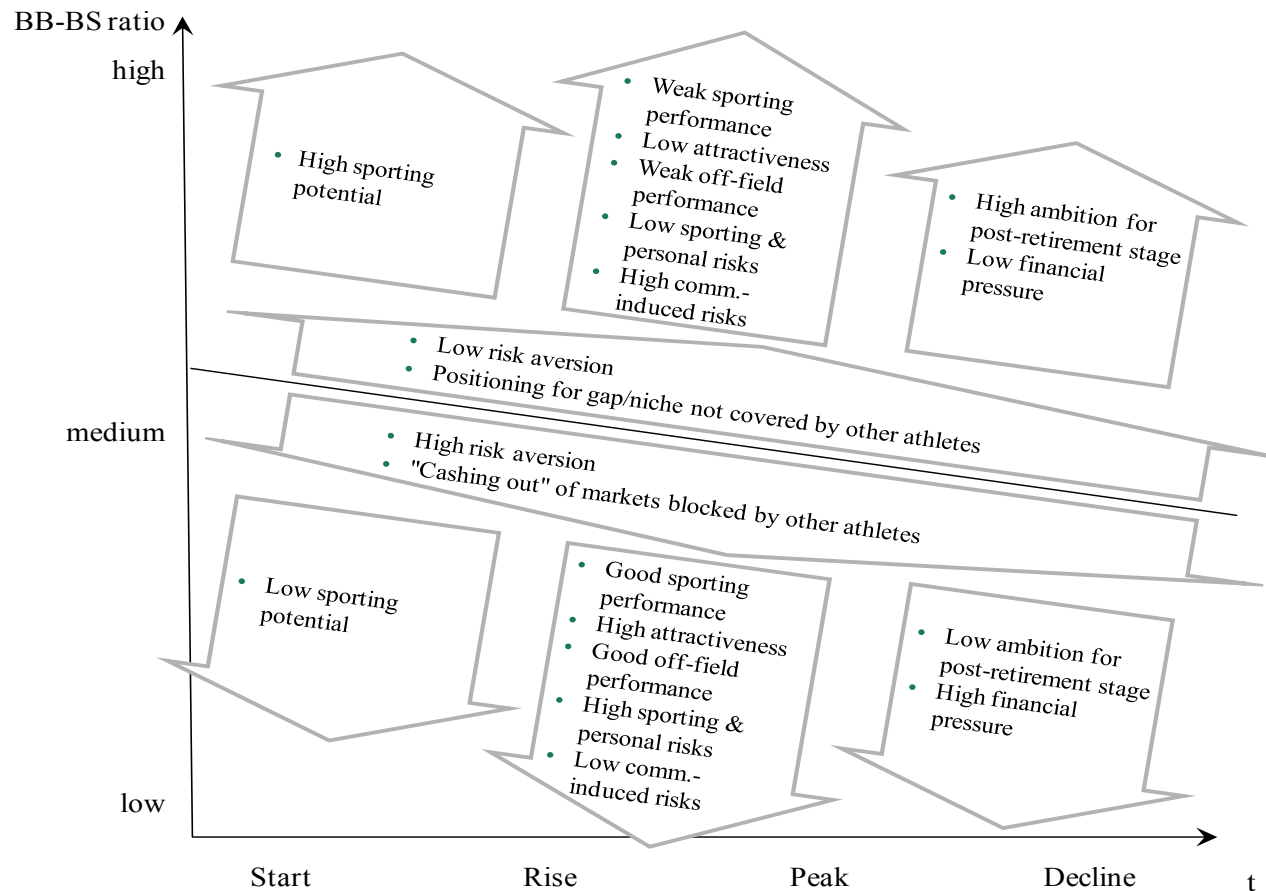 BB-BS ratio
high
• High sporting
potential
• Weak sporting
performance
• Low attractiveness
• Weak off-field
performance
• Low sporting &
personal risks
• High comm.-
induced risks
• High ambition for
post-retirement stage
• Low financial
pressure
• Low risk aversion
• Positioning for gap/niche not covered by other athletes
medium
• High risk aversion
• "Cashing out" of markets blocked by other athletes
• Low sporting
potential
• Good sporting
performance
• High attractiveness
• Good off-field
performance
• High sporting &
personal risks
• Low comm.-
induced risks
• Low ambition for
post-retirement stage
• High financial
pressure
low
Start Rise Peak Decline t